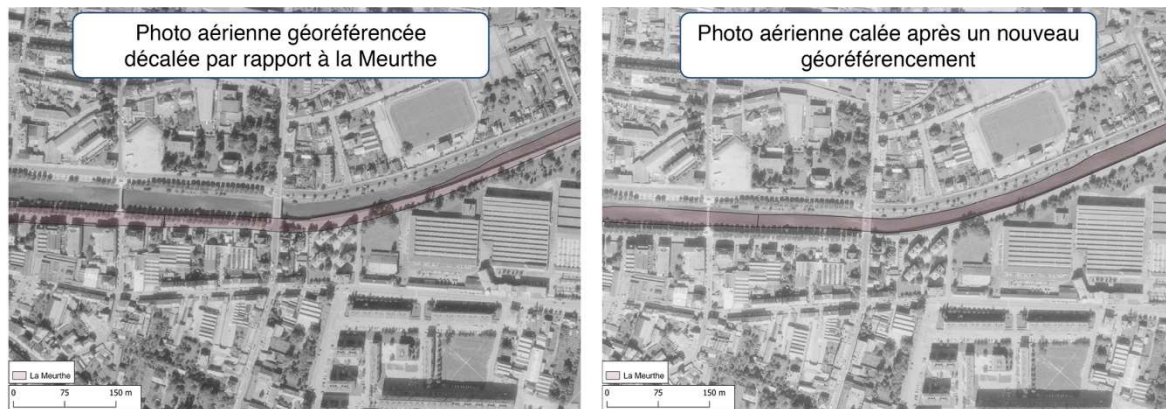 Photo aérienne géoréférencée
décalée par rapport à la Meurthe
La Meurthe
0 75 150 m
Photo aérienne calée après un nouveau
géoréférencement
La Meurthe
0 75 150 m